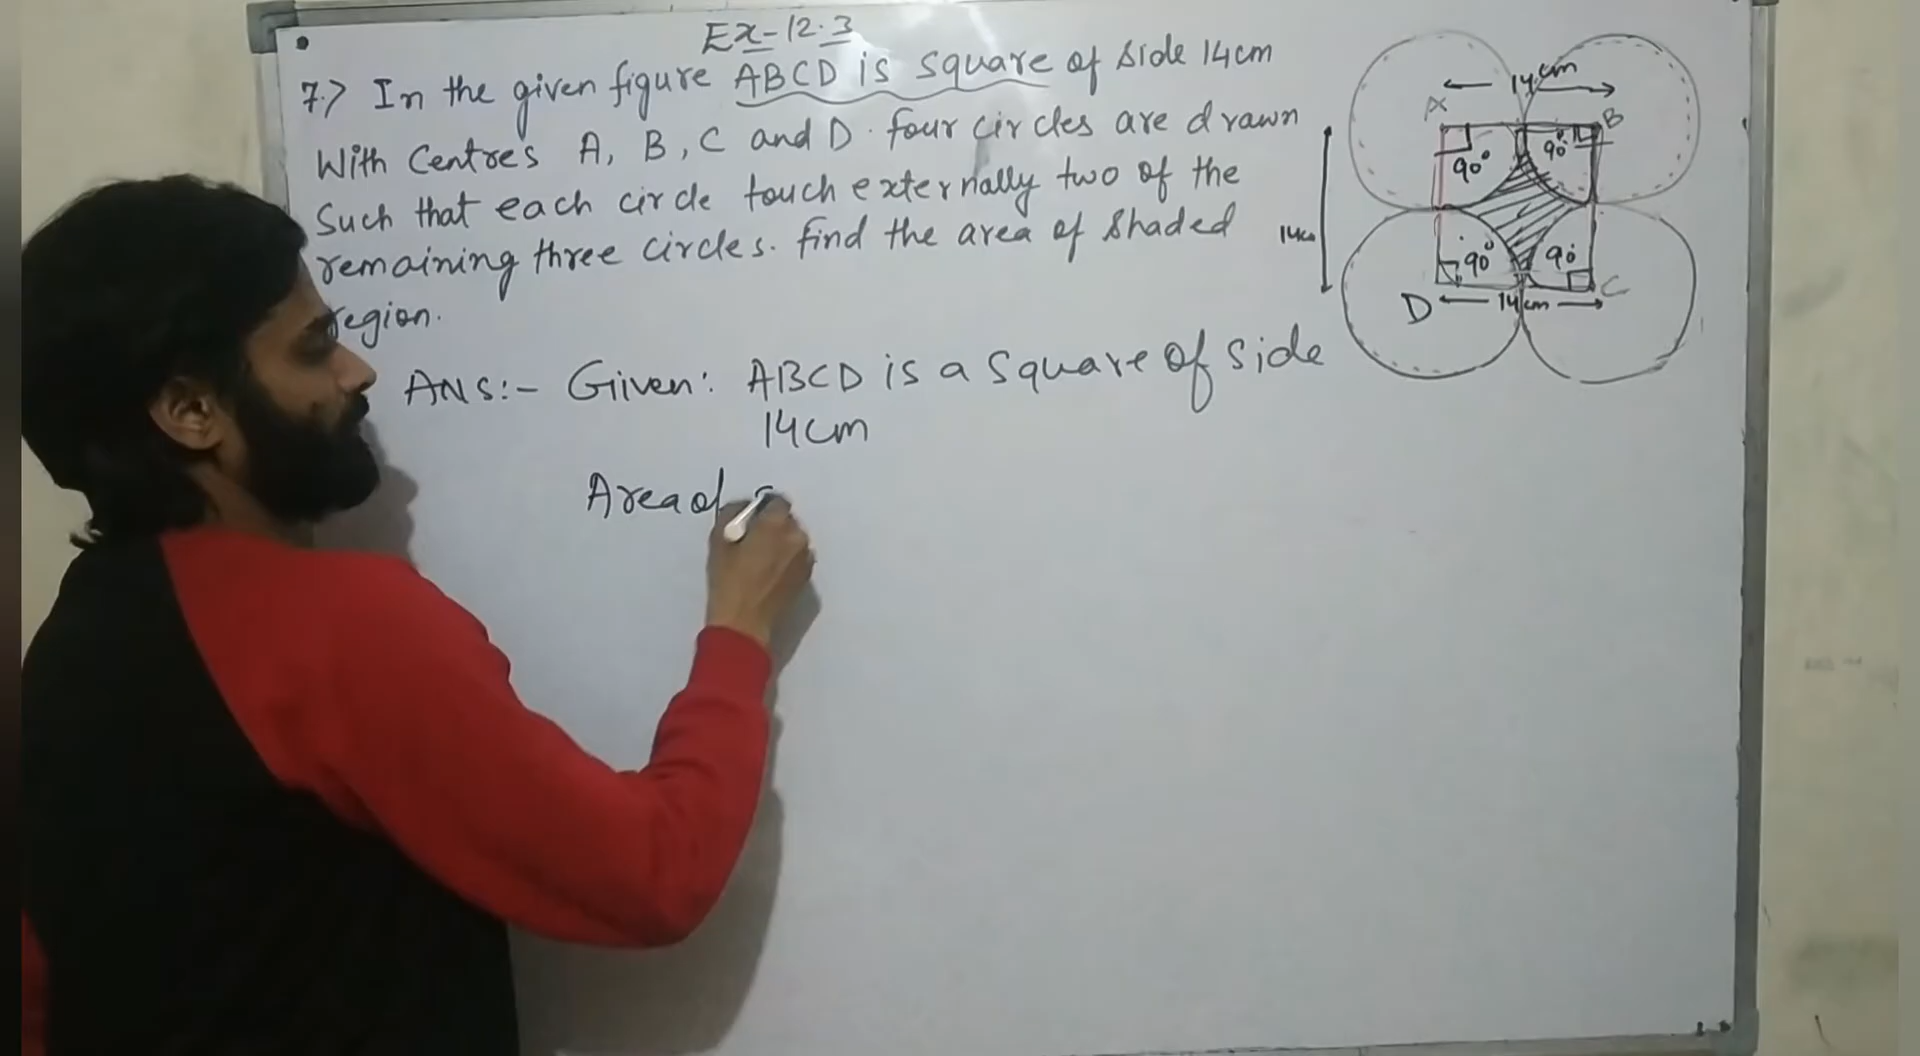 Ex-12.3
7.> In the given figure ABCD is square of side 14cm
With Centres A, B, C and D. four circles are drawn
Such that each circle touch externally two of the
remaining three circles. find the area of shaded
region.
ANS:- Given: ABCD is a Square of Side
14cm
Area of
14 cm
A
B
90°
90°
14cm
90°
90°
D
14cm
C